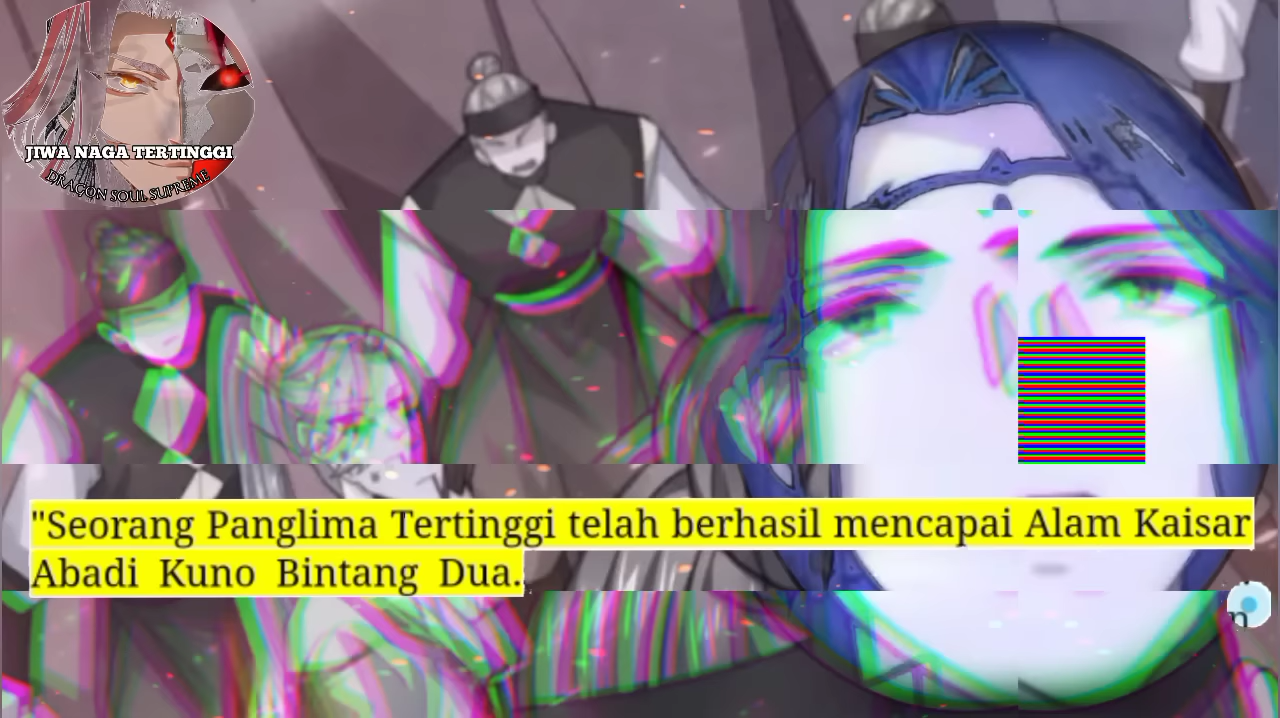 JIWA NAGA TERTINGGI
DRAGON SOUL SUPREME
"Seorang Panglima Tertinggi telah berhasil mencapai Alam Kaisar
Abadi Kuno Bintang Dua.